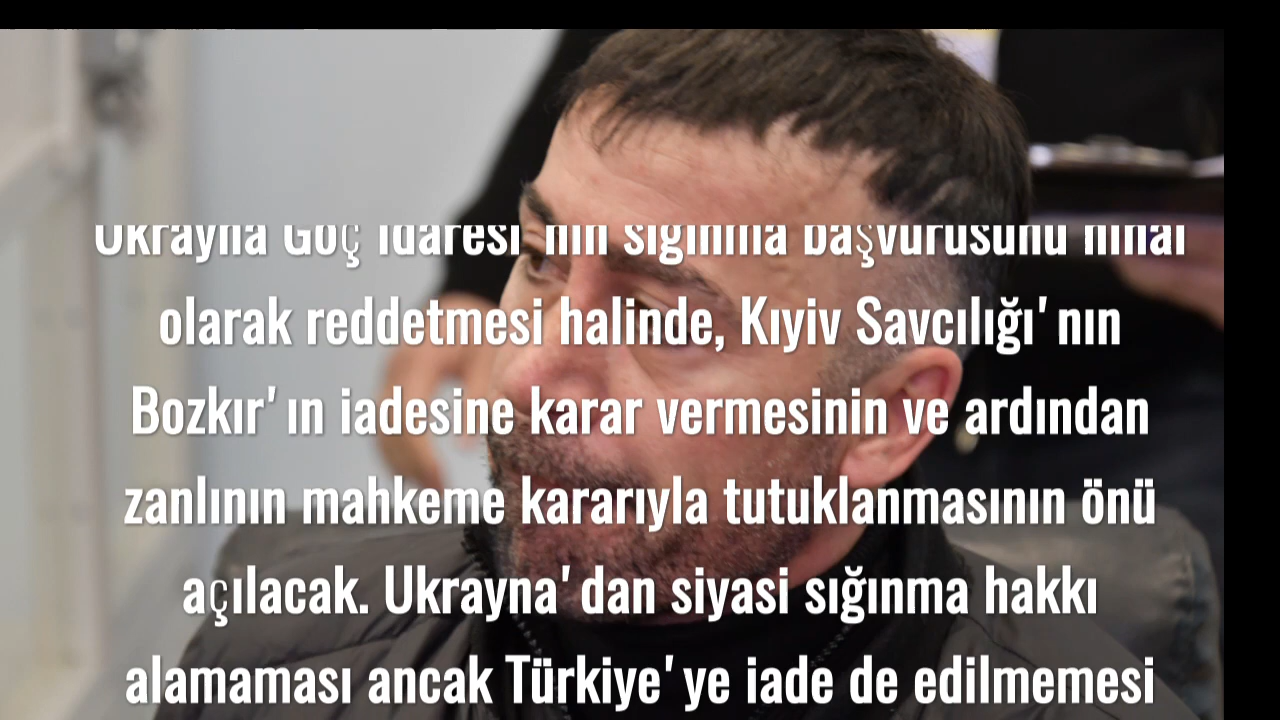 Ukrayna Göç İdaresi'nin sığınma başvurusunu nihai
olarak reddetmesi halinde, Kıyiv Savcılığı'nın
Bozkır'ın iadesine karar vermesinin ve ardından
zanlının mahkeme kararıyla tutuklanmasının önü
açılacak. Ukrayna'dan siyasi sığınma hakkı
alamaması ancak Türkiye'ye iade de edilmemesi